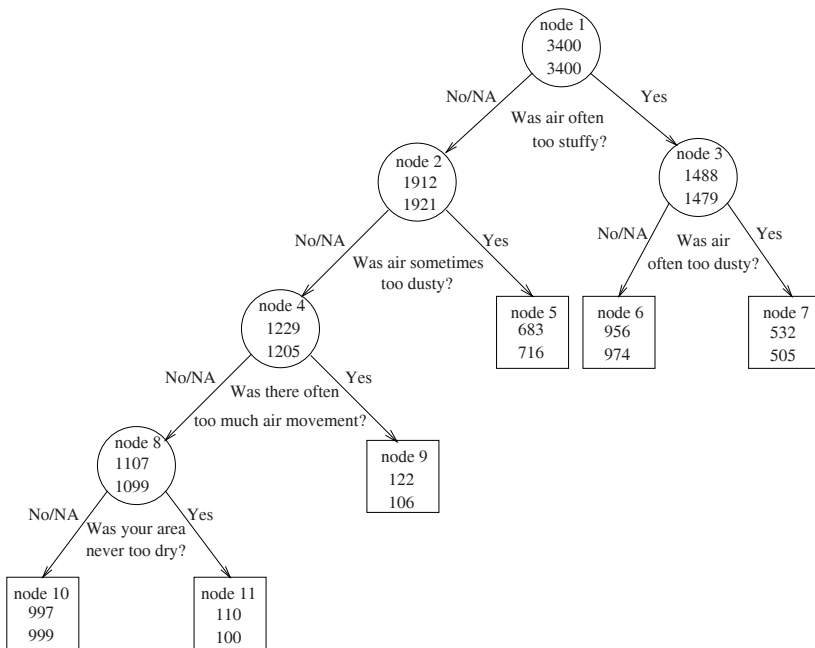 node 1
3400
3400
No/NA
Yes
Was air often
too stuffy?
node 2
1912
1921
node 3
1488
1479
No/NA
Yes
Was air sometimes
too dusty?
No/NA
Yes
Was air
often too dusty?
node 4
1229
1205
node 5
683
716
node 6
956
974
node 7
532
505
No/NA
Yes
Was there often
too much air movement?
node 8
1107
1099
node 9
122
106
No/NA
Yes
Was your area
never too dry?
node 10
997
999
node 11
110
100